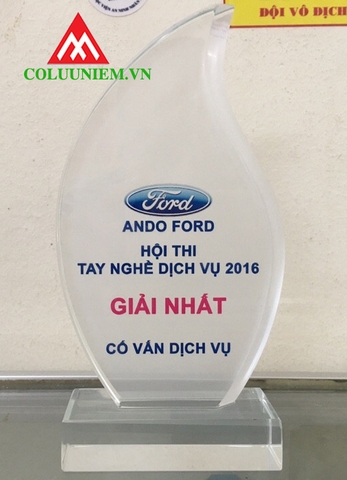 COLUUNIEM.VN
ĐỘI VÔ ĐỊCH
Ford
ANDO FORD
HỘI THI
TAY NGHỀ DỊCH VỤ 2016
GIẢI NHẤT
CỐ VẤN DỊCH VỤ